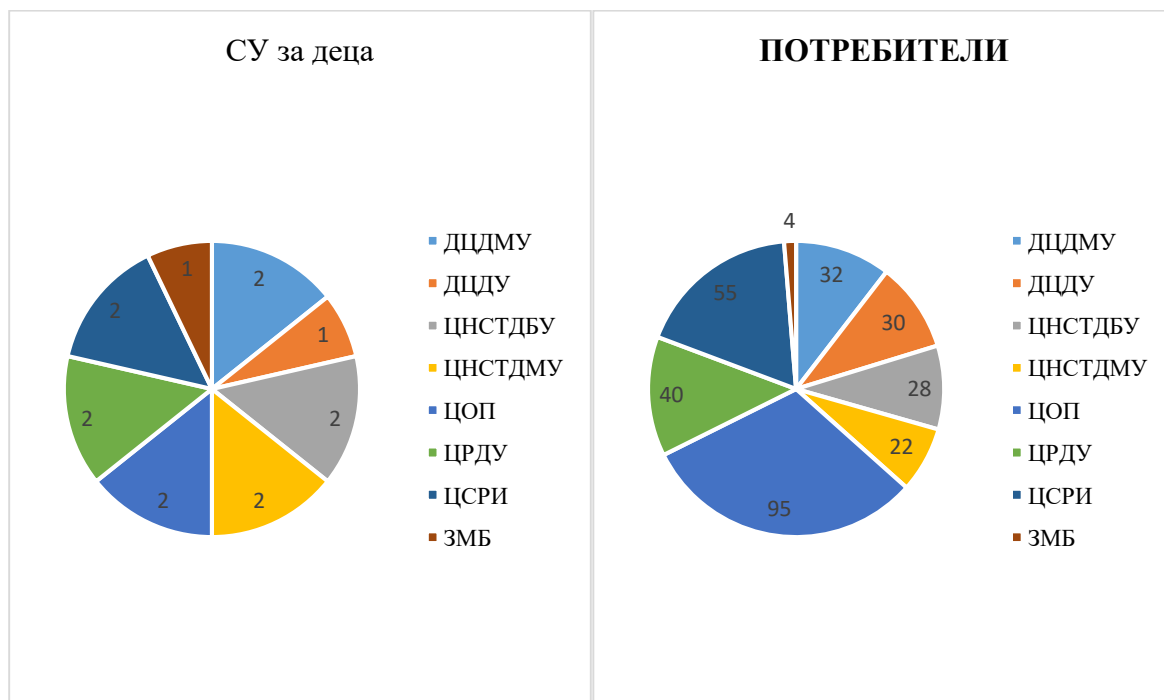 СУ за деца
2
1
2
2
2
2
2
1
ДЦДМУ
ДЦДУ
ЦНСТДБУ
ЦНСТДМУ
ЦОП
ЦРДУ
ЦСРИ
ЗМБ
ПОТРЕБИТЕЛИ
32
30
28
22
95
40
55
4
ДЦДМУ
ДЦДУ
ЦНСТДБУ
ЦНСТДМУ
ЦОП
ЦРДУ
ЦСРИ
ЗМБ